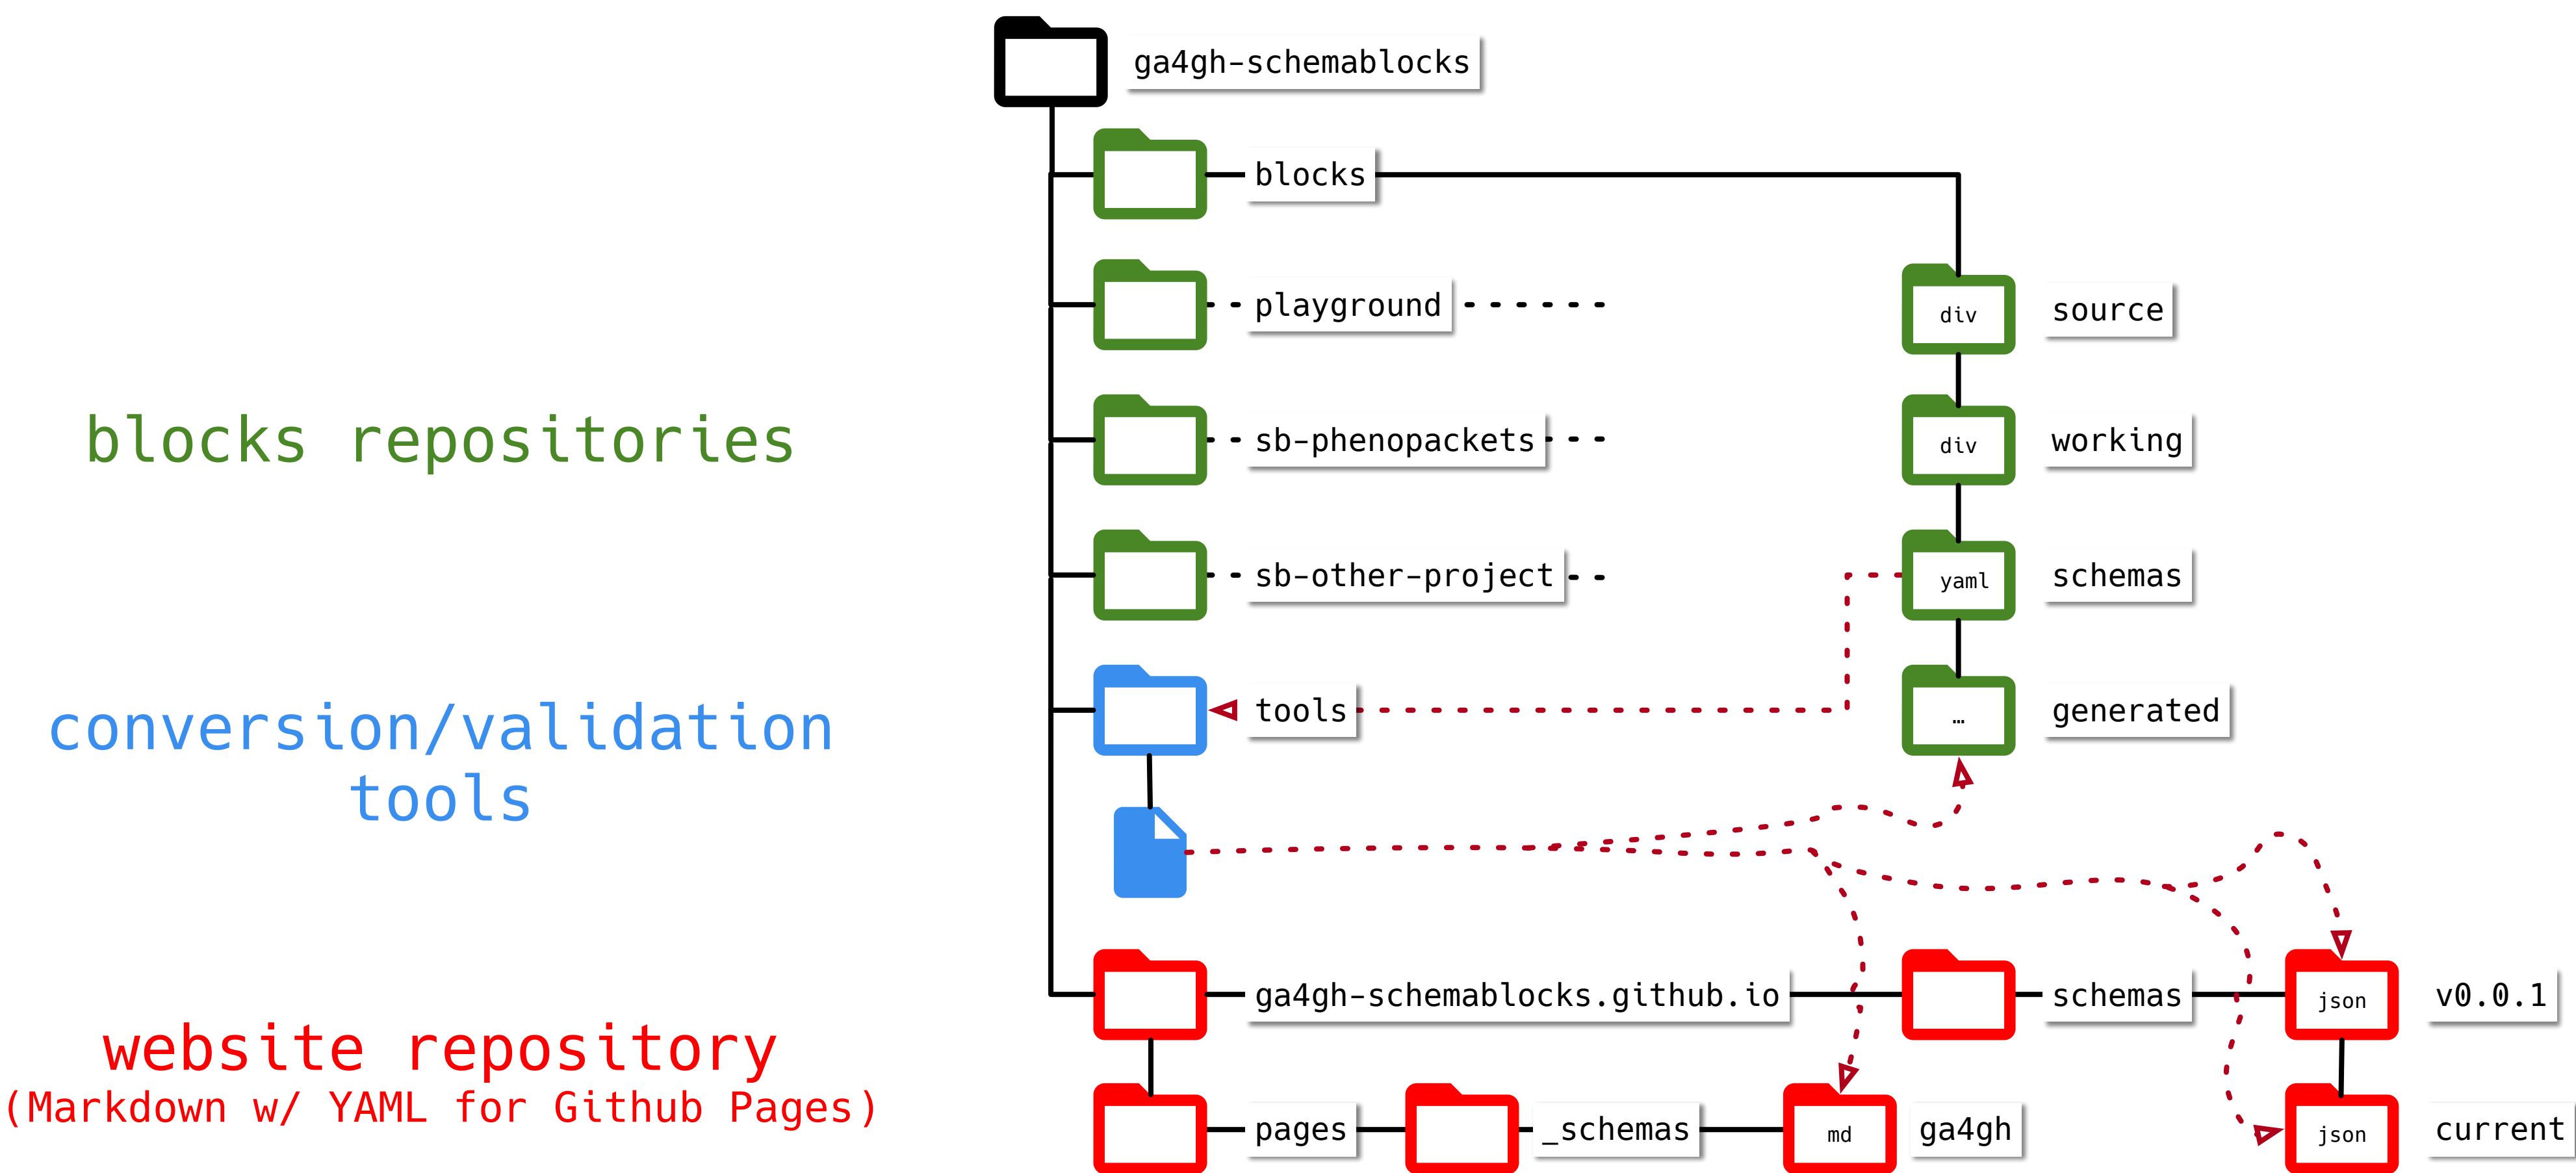 ga4gh-schemablocks
blocks
playground
div
source
blocks repositories
sb-phenopackets
div
working
sb-other-project
yaml
schemas
conversion/validation
tools
tools
…
generated
ga4gh-schemablocks.github.io
schemas
json
v0.0.1
website repository
(Markdown w/ YAML for Github Pages)
pages
_schemas
md
ga4gh
json
current